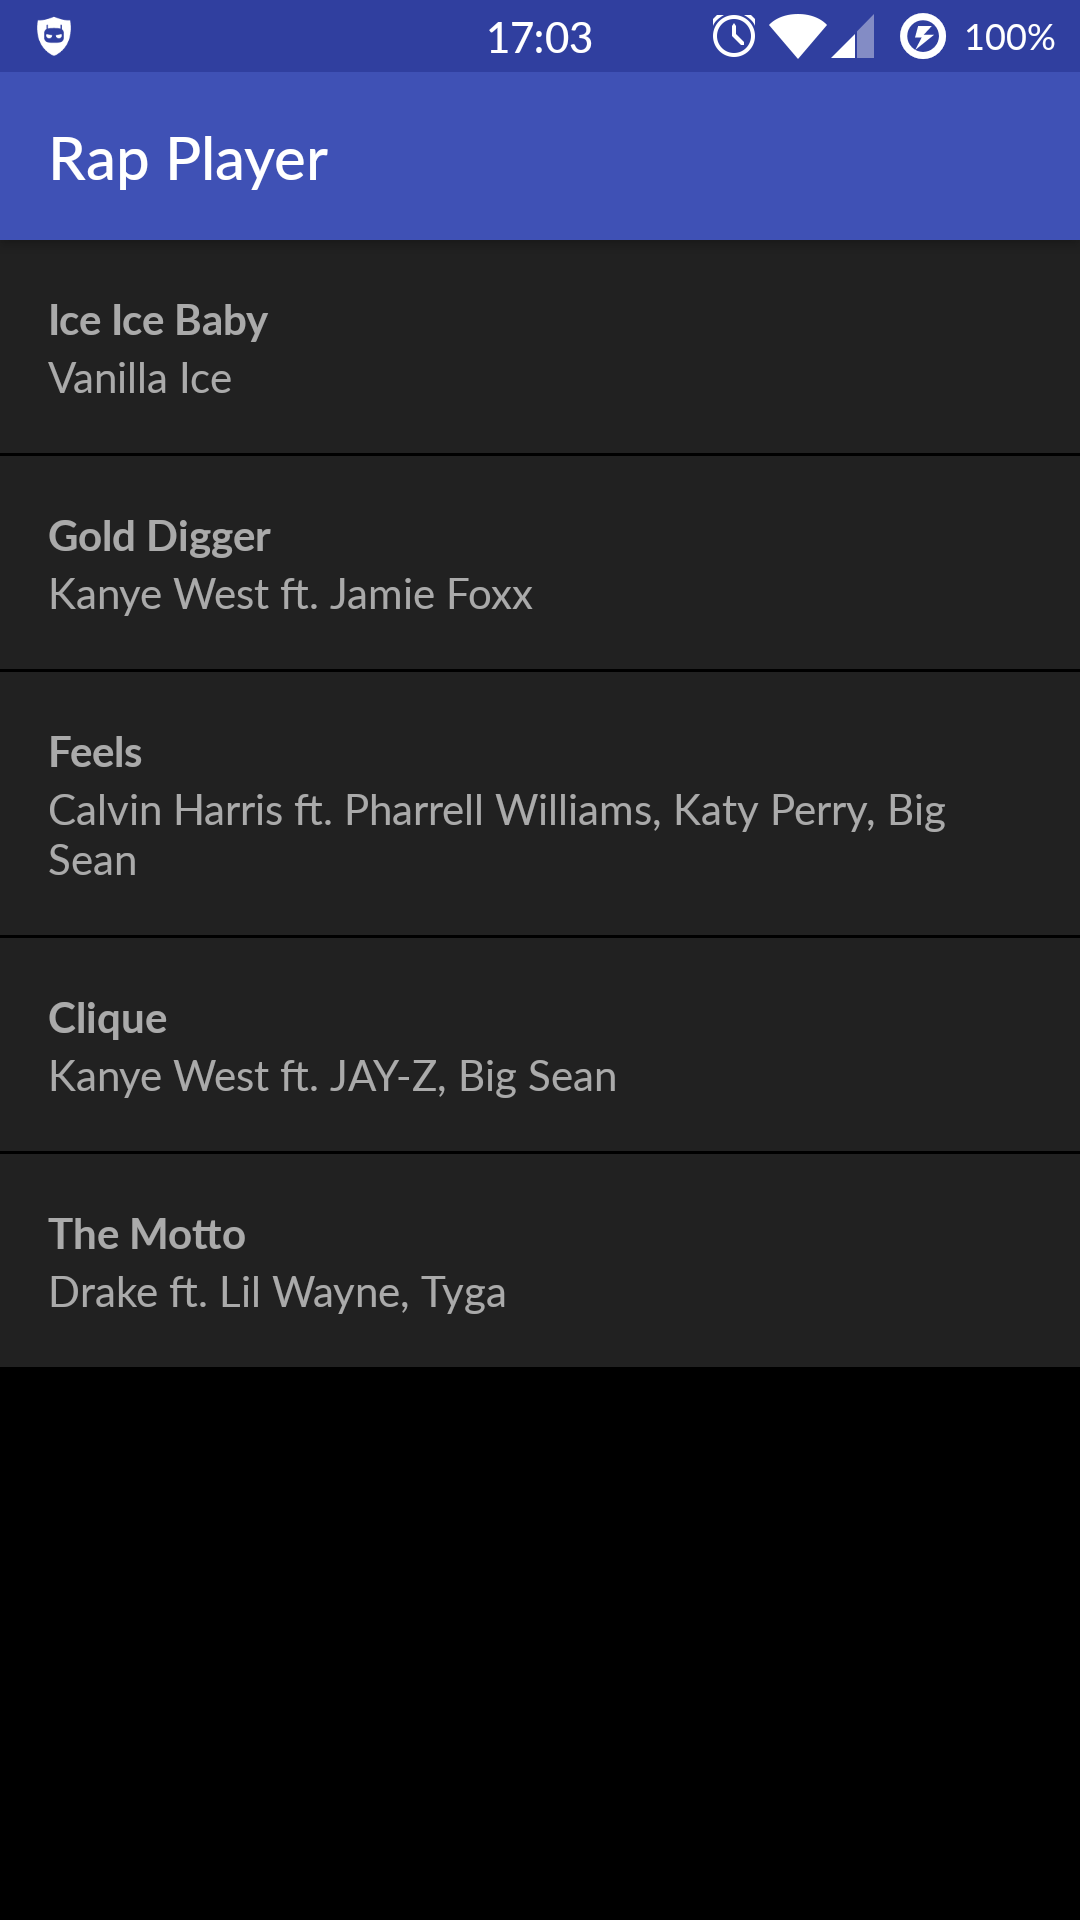 17:03 100%
Rap Player
Ice Ice Baby
Vanilla Ice
Gold Digger
Kanye West ft. Jamie Foxx
Feels
Calvin Harris ft. Pharrell Williams, Katy Perry, Big
Sean
Clique
Kanye West ft. JAY-Z, Big Sean
The Motto
Drake ft. Lil Wayne, Tyga